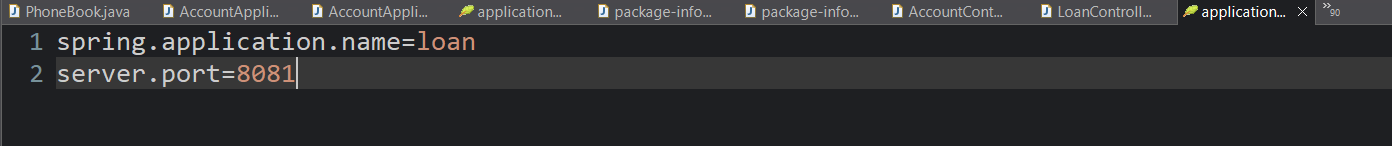 PhoneBook.java AccountAppli... AccountAppli... application... package-info... package-info... AccountCont... LoanControll... application... 90
1 spring.application.name=loan
2 server.port=8081